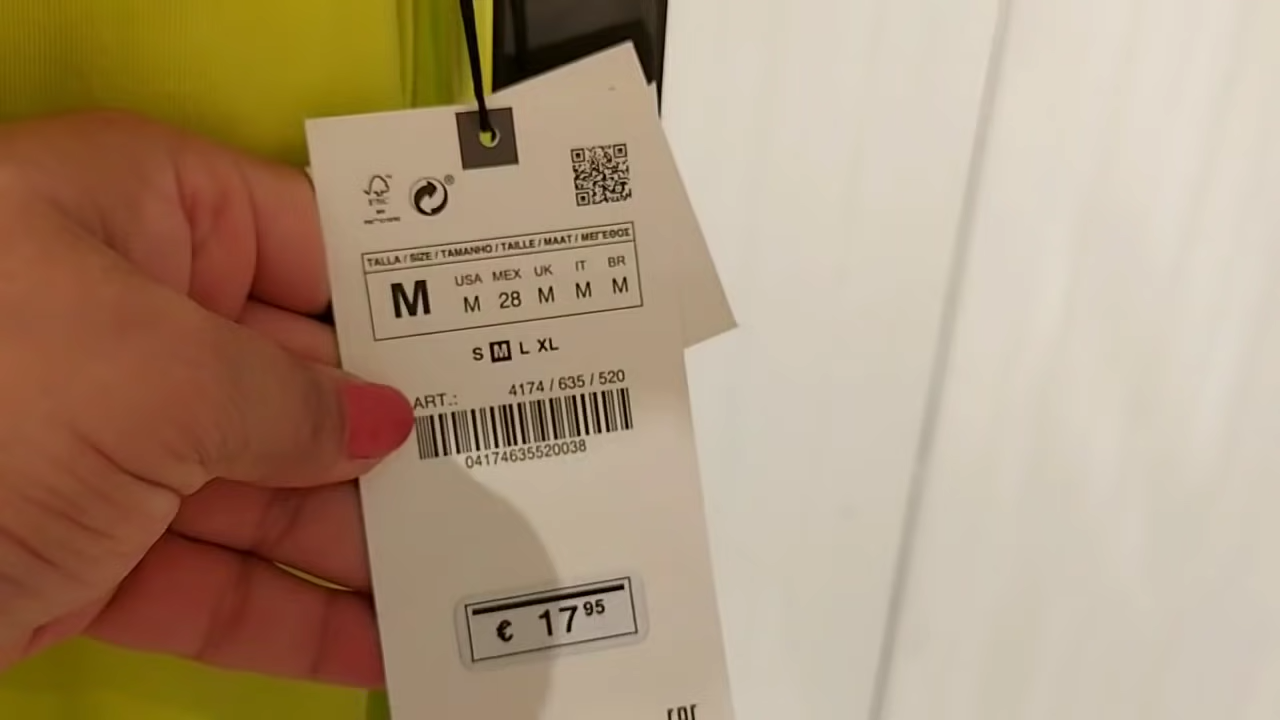 TALLA / SIZE / TAMANHO / TAILLE / MAAT / ΜΕΓΕΘΟΣ
USA MEX UK IT BR
M M 28 M M M
S M L XL
ART.: 4174 / 635 / 520
04174635520038
€ 17 95